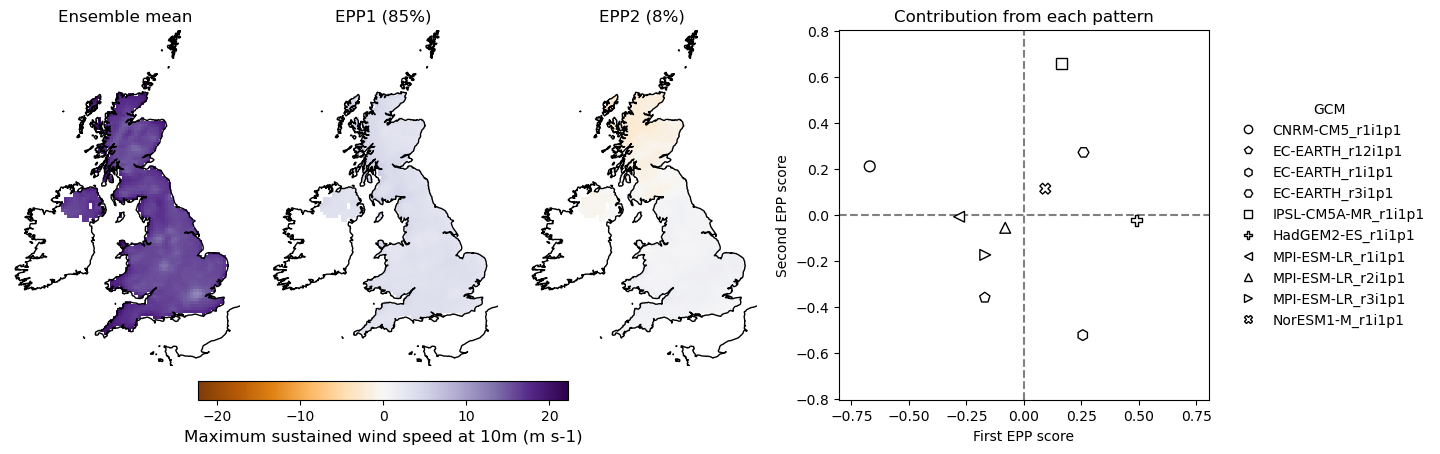 Ensemble mean
EPP1 (85%)
EPP2 (8%)
−20 −10 0 10 20
Maximum sustained wind speed at 10m (m s-1)
Contribution from each pattern
Second EPP score
0.8
0.6
0.4
0.2
0.0
−0.2
−0.4
−0.6
−0.8
−0.75 −0.50 −0.25 0.00 0.25 0.50 0.75
First EPP score
GCM
CNRM-CM5_r1i1p1
EC-EARTH_r12i1p1
EC-EARTH_r1i1p1
EC-EARTH_r3i1p1
IPSL-CM5A-MR_r1i1p1
HadGEM2-ES_r1i1p1
MPI-ESM-LR_r1i1p1
MPI-ESM-LR_r2i1p1
MPI-ESM-LR_r3i1p1
NorESM1-M_r1i1p1